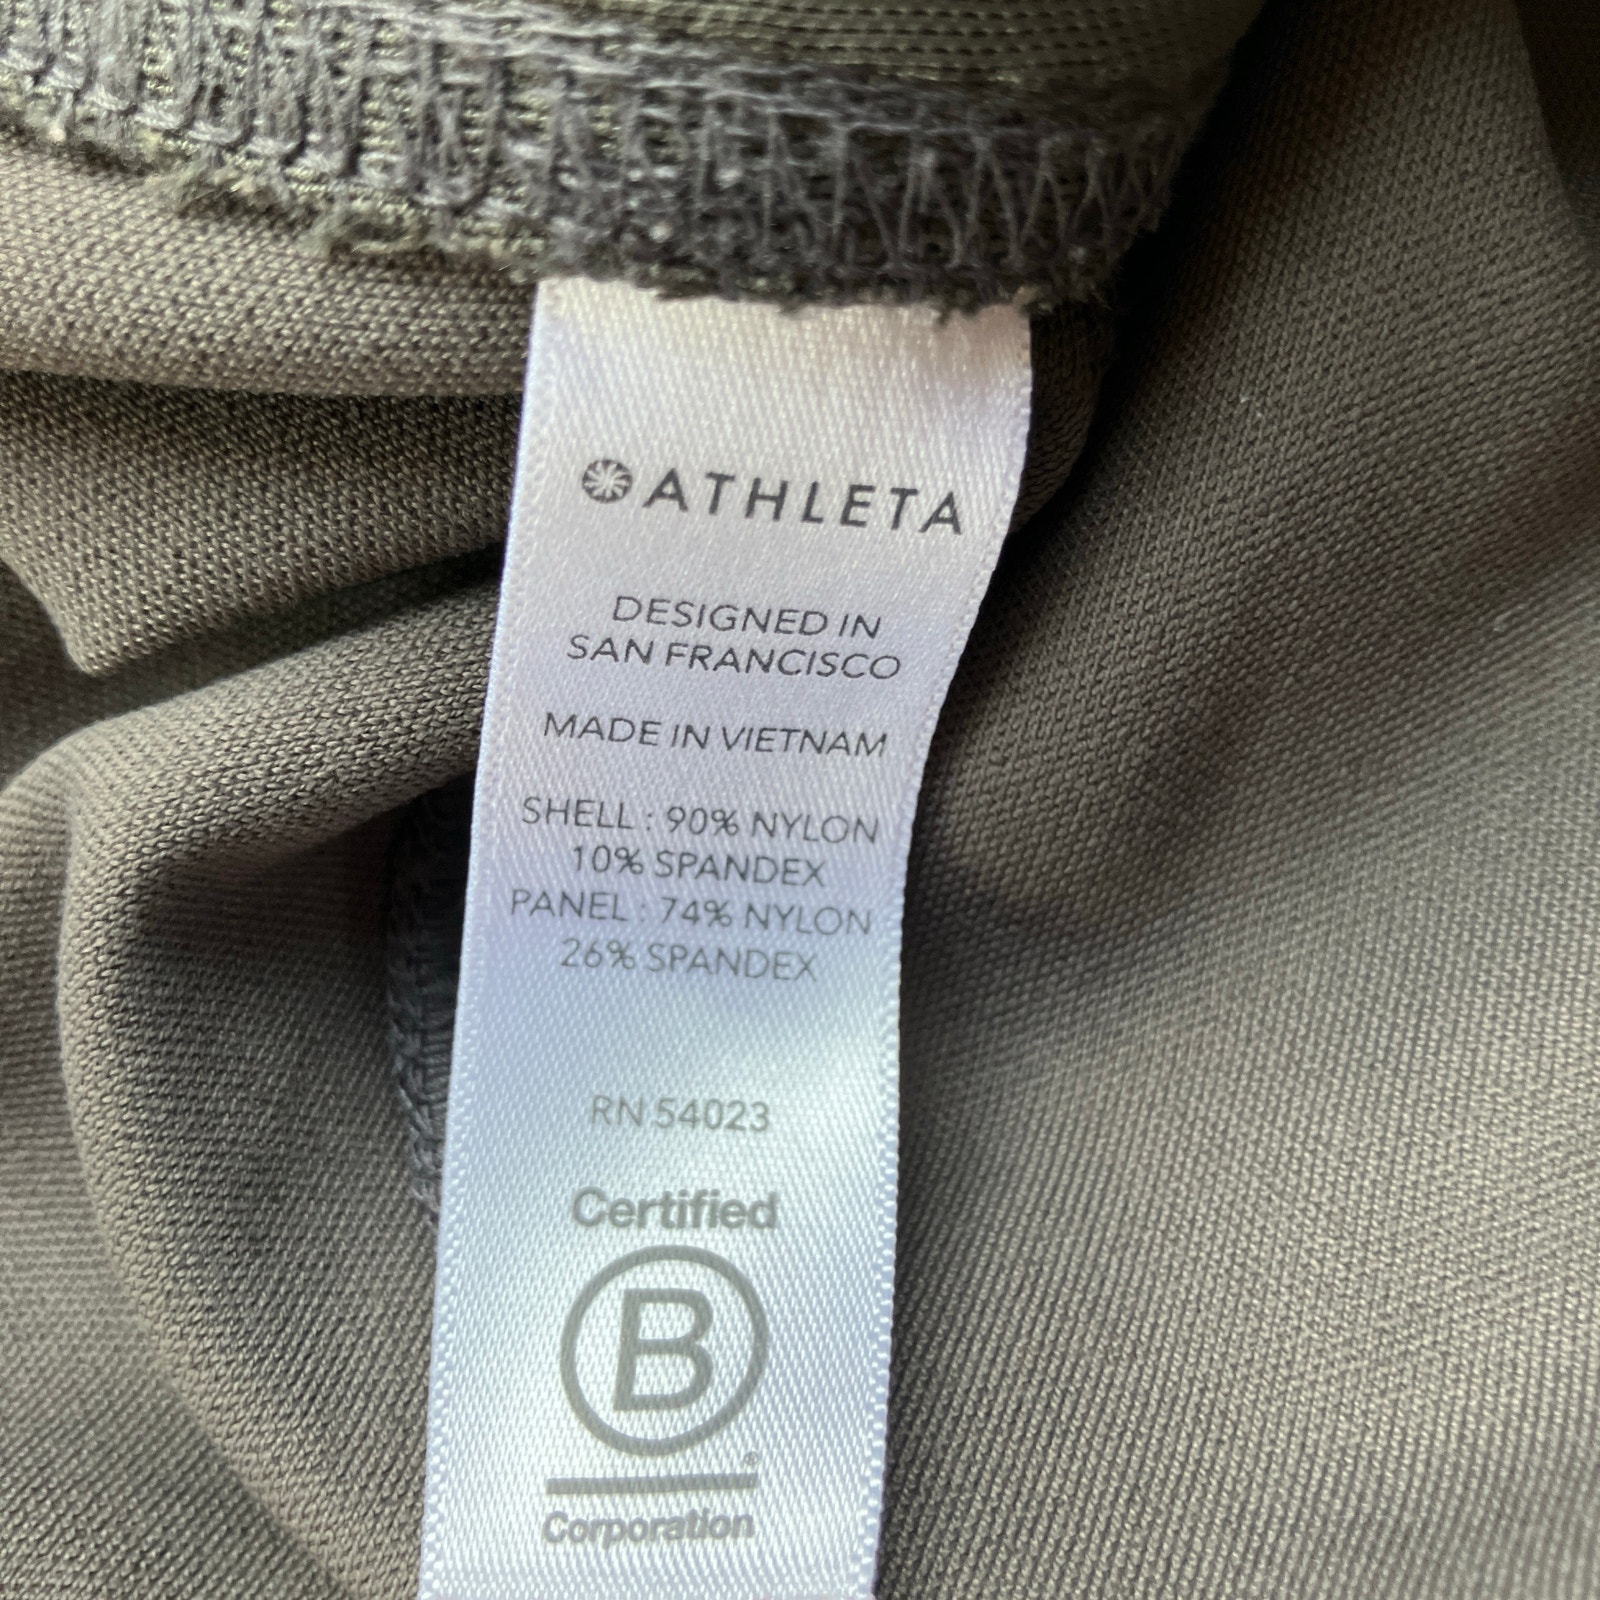 ATHLETA
DESIGNED IN
SAN FRANCISCO
MADE IN VIETNAM
SHELL : 90% NYLON
10% SPANDEX
PANEL : 74% NYLON
26% SPANDEX
RN 54023
Certified
B
®
Corporation